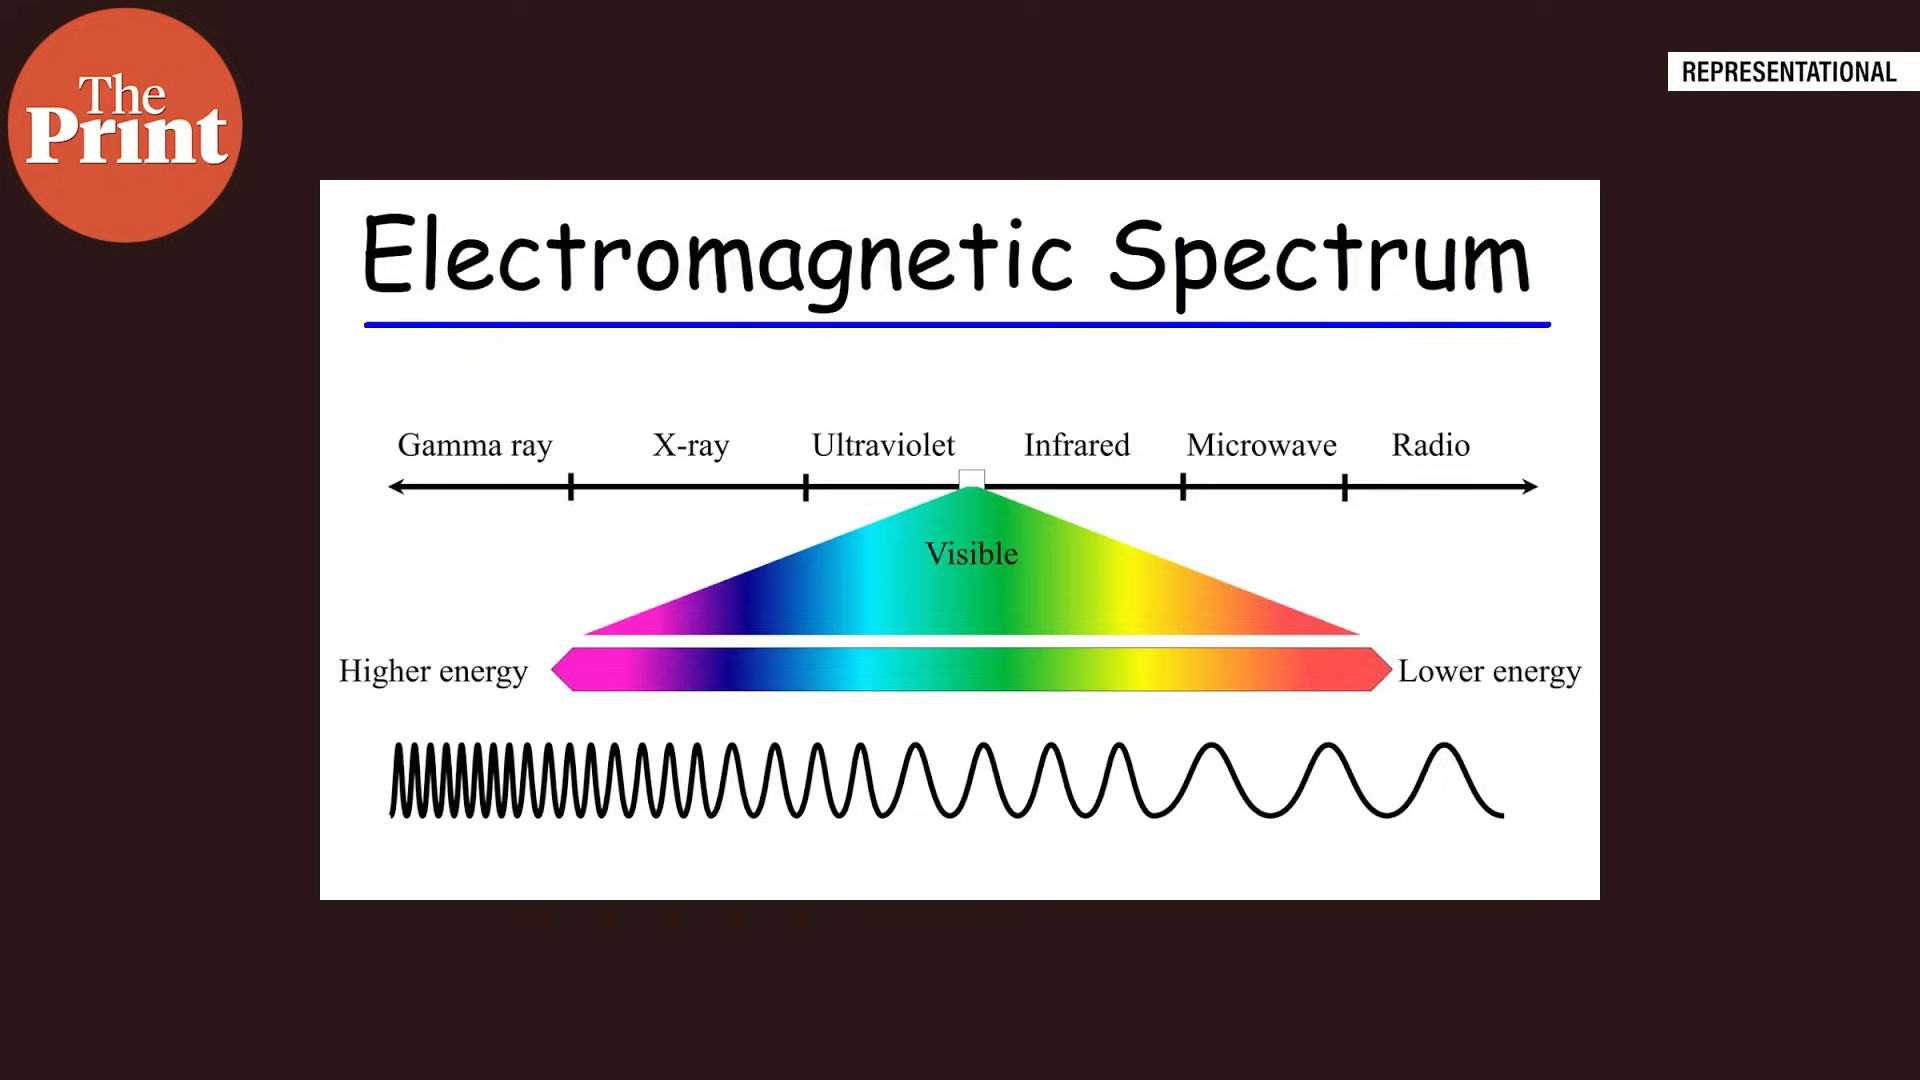 The
Print
REPRESENTATIONAL
Electromagnetic Spectrum
Gamma ray X-ray Ultraviolet Infrared Microwave Radio
Visible
Higher energy Lower energy